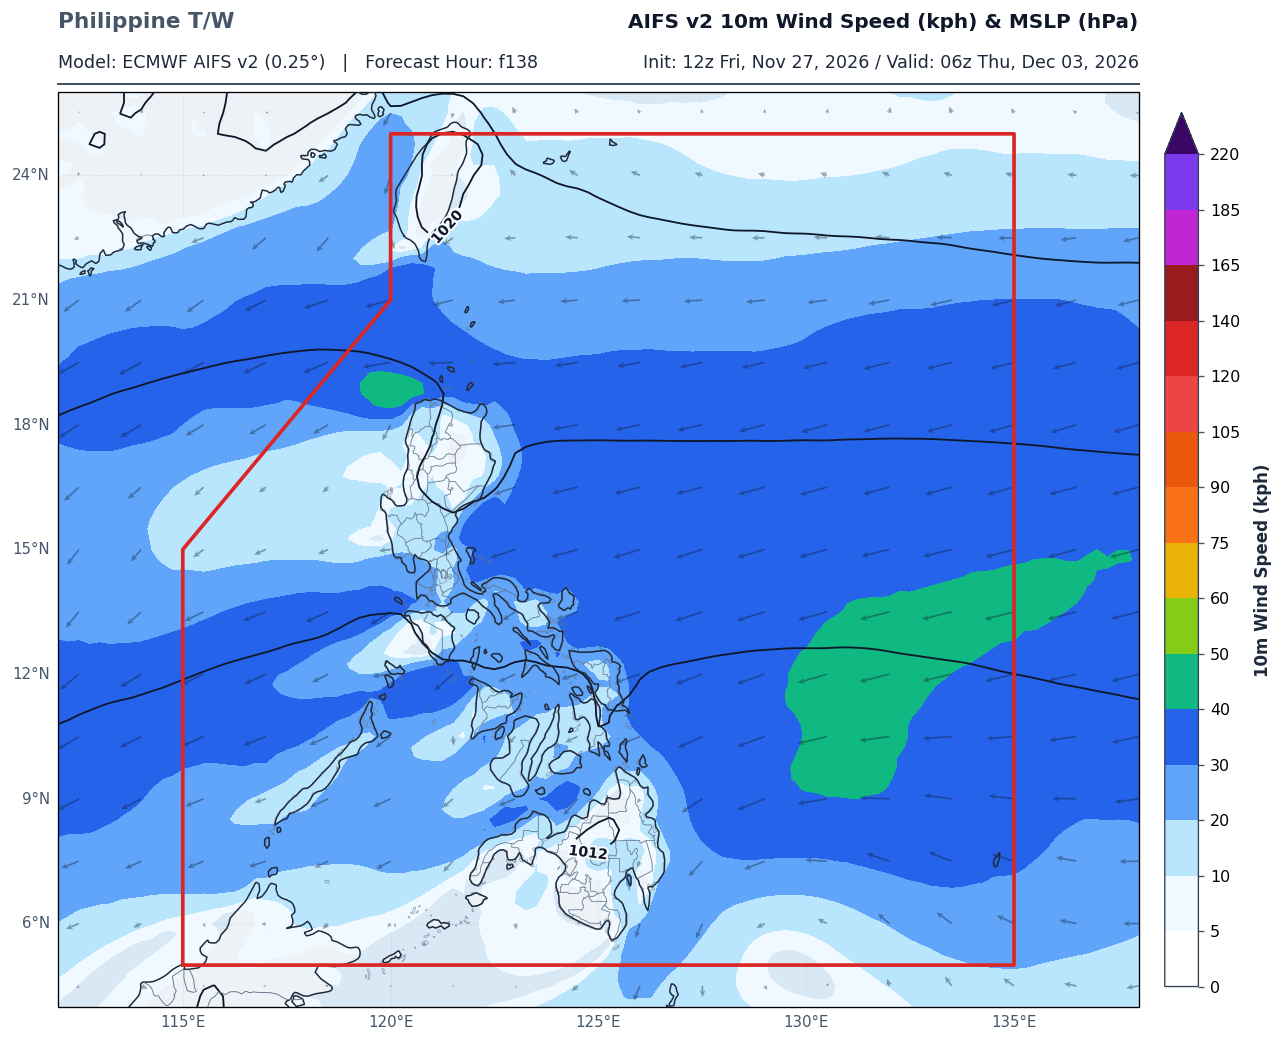 Philippine T/W
AIFS v2 10m Wind Speed (kph) & MSLP (hPa)
Model: ECMWF AIFS v2 (0.25°) | Forecast Hour: f138
Init: 12z Fri, Nov 27, 2026 / Valid: 06z Thu, Dec 03, 2026
24°N
21°N
18°N
15°N
12°N
9°N
6°N
1020
1012
115°E
120°E
125°E
130°E
135°E
220
185
165
140
120
105
90
75
60
50
40
30
20
10
5
0
10m Wind Speed (kph)